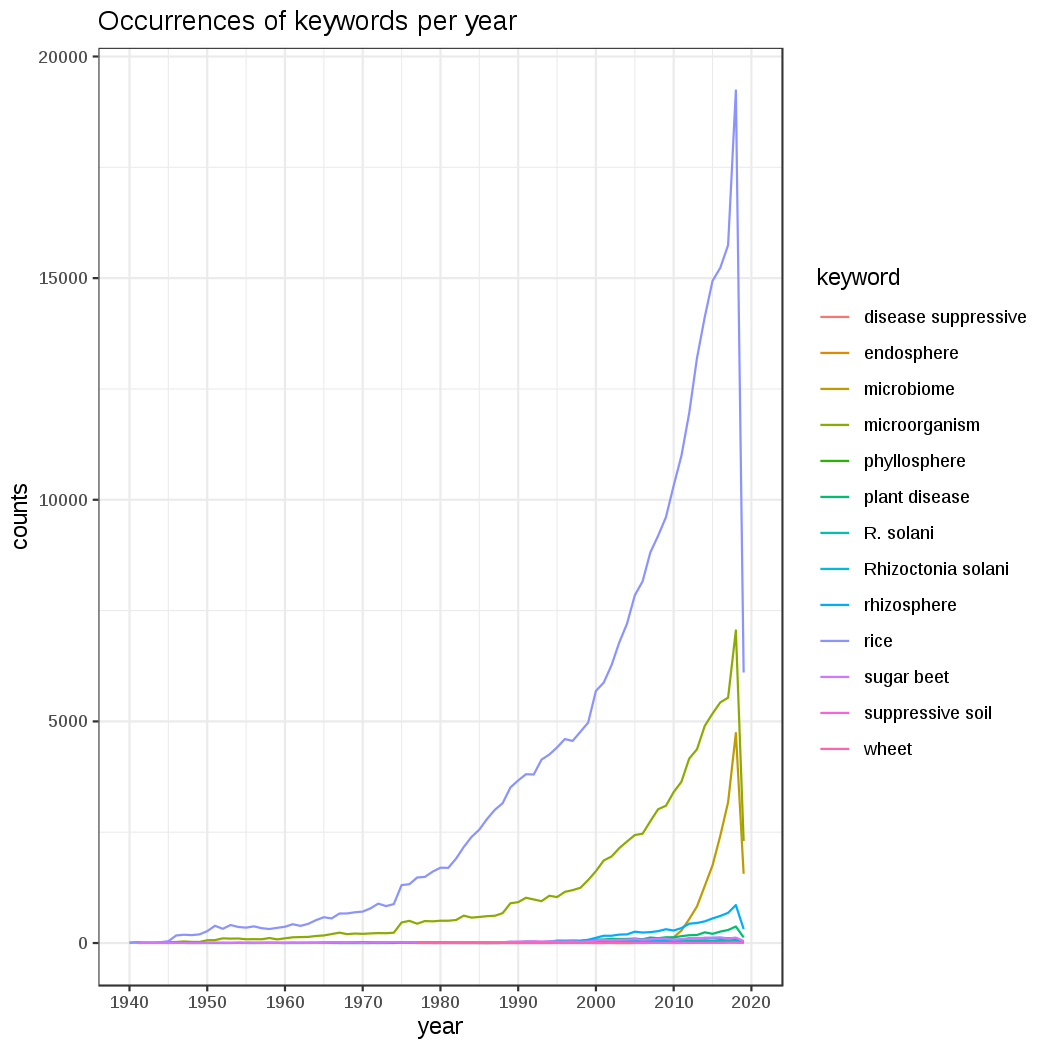 Occurrences of keywords per year
20000
15000
10000
5000
0
counts
1940 1950 1960 1970 1980 1990 2000 2010 2020
year
keyword
disease suppressive
endosphere
microbiome
microorganism
phyllosphere
plant disease
R. solani
Rhizoctonia solani
rhizosphere
rice
sugar beet
suppressive soil
wheet